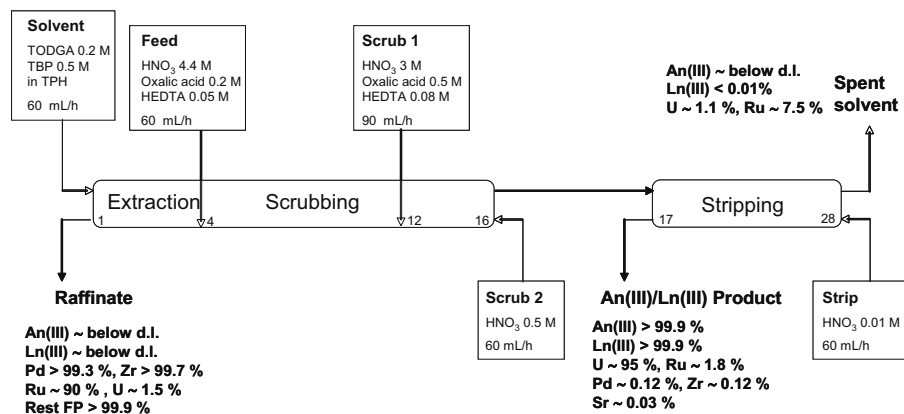 Solvent
TODGA 0.2 M
TBP 0.5 M
in TPH
60 mL/h
Feed
HNO₃ 4.4 M
Oxalic acid 0.2 M
HEDTA 0.05 M
60 mL/h
Scrub 1
HNO₃ 3 M
Oxalic acid 0.5 M
HEDTA 0.08 M
90 mL/h
An(III) ~ below d.l.
Ln(III) < 0.01%
U ~ 1.1 %, Ru ~ 7.5 %
Spent
solvent
Extraction Scrubbing
1 4 12 16
Stripping
17 28
Raffinate
An(III) ~ below d.l.
Ln(III) ~ below d.l.
Pd > 99.3 %, Zr > 99.7 %
Ru ~ 90 % , U ~ 1.5 %
Rest FP > 99.9 %
Scrub 2
HNO₃ 0.5 M
60 mL/h
An(III)/Ln(III) Product
An(III) > 99.9 %
Ln(III) > 99.9 %
U ~ 95 %, Ru ~ 1.8 %
Pd ~ 0.12 %, Zr ~ 0.12 %
Sr ~ 0.03 %
Strip
HNO₃ 0.01 M
60 mL/h